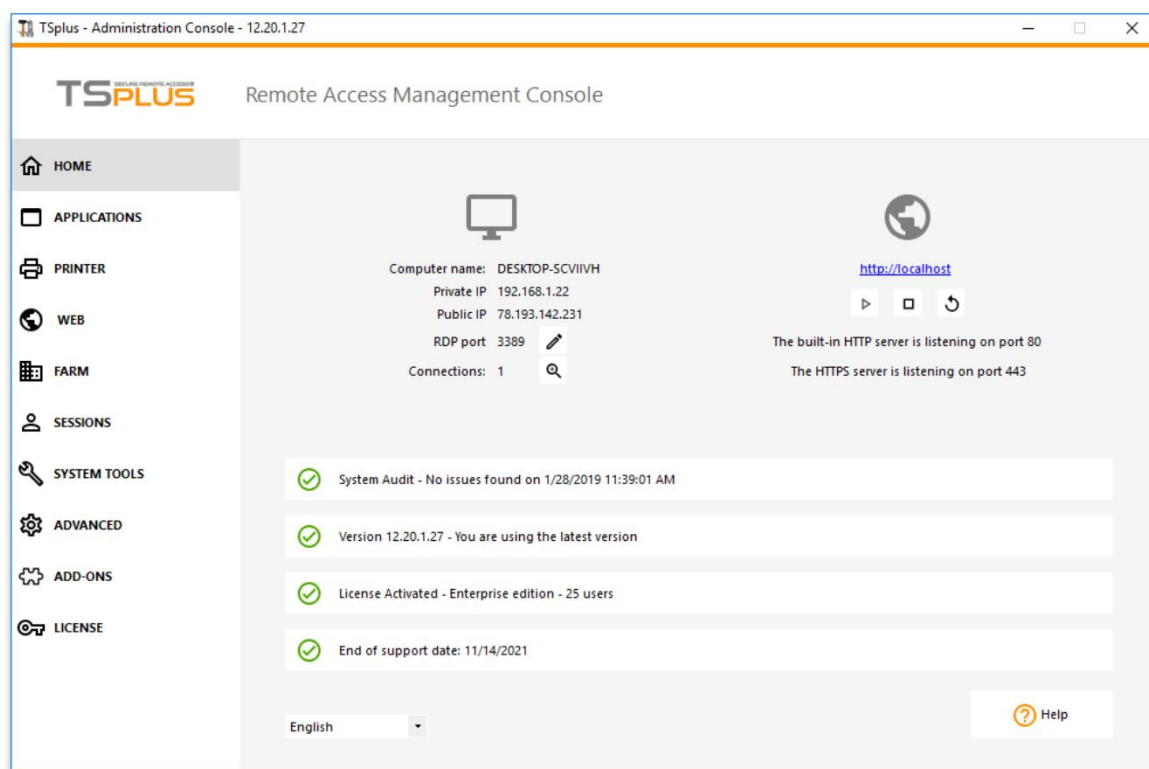 TSplus - Administration Console - 12.20.1.27
SECURE REMOTE ACCESS
TSPLUS
Remote Access Management Console
HOME
APPLICATIONS
PRINTER
WEB
FARM
SESSIONS
SYSTEM TOOLS
ADVANCED
ADD-ONS
LICENSE
Computer name: DESKTOP-SCVIIVH
Private IP 192.168.1.22
Public IP 78.193.142.231
RDP port 3389
Connections: 1
http://localhost
The built-in HTTP server is listening on port 80
The HTTPS server is listening on port 443
System Audit - No issues found on 1/28/2019 11:39:01 AM
Version 12.20.1.27 - You are using the latest version
License Activated - Enterprise edition - 25 users
End of support date: 11/14/2021
English
Help